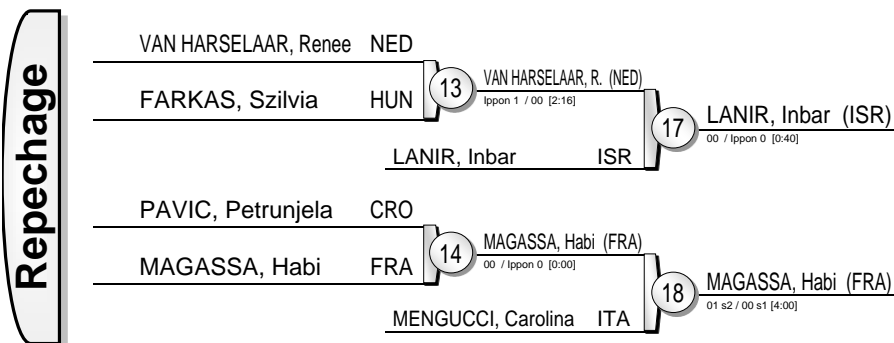 Repechage
VAN HARSELAAR, Renee NED
FARKAS, Szilvia HUN
13
VAN HARSELAAR, R. (NED)
Ippon 1 / 00 [2:16]
LANIR, Inbar ISR
17
LANIR, Inbar (ISR)
00 / Ippon 0 [0:40]
PAVIC, Petrunjela CRO
MAGASSA, Habi FRA
14
MAGASSA, Habi (FRA)
00 / Ippon 0 [0:00]
MENGUCCI, Carolina ITA
18
MAGASSA, Habi (FRA)
01 s2 / 00 s1 [4:00]